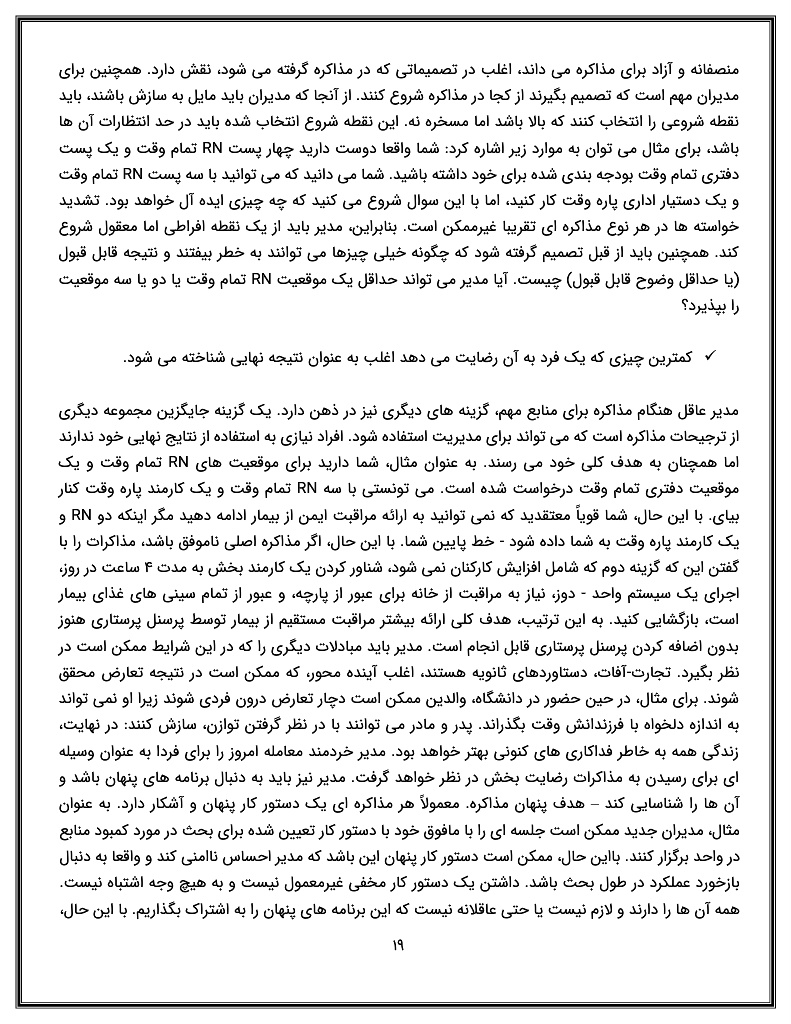 منصفانه و آزاد برای مذاکره می داند، اغلب در تصمیماتی که در مذاکره گرفته می شود، نقش دارد. همچنین برای
مدیران مهم است که تصمیم بگیرند از کجا در مذاکره شروع کنند. از آنجا که مدیران باید مایل به سازش باشند، باید
نقطه شروعی را انتخاب کنند که بالا باشد اما مسخره نه. این نقطه شروع انتخاب شده باید در حد انتظارات آن ها
باشد، برای مثال می توان به موارد زیر اشاره کرد: شما واقعا دوست دارید چهار پست RN تمام وقت و یک پست
دفتری تمام وقت بودجه بندی شده برای خود داشته باشید. شما می دانید که می توانید با سه پست RN تمام وقت
و یک دستیار اداری پاره وقت کار کنید، اما با این سوال شروع می کنید که چه چیزی ایده آل خواهد بود. تشدید
خواسته ها در هر نوع مذاکره ای تقریبا غیرممکن است. بنابراین، مدیر باید از یک نقطه افراطی اما معقول شروع
کند. همچنین باید از قبل تصمیم گرفته شود که چگونه خیلی چیزها می توانند به خطر بیفتند و نتیجه قابل قبول
(یا حداقل وضوح قابل قبول) چیست. آیا مدیر می تواند حداقل یک موقعیت RN تمام وقت یا دو یا سه موقعیت
را بپذیرد؟
✓ کمترین چیزی که یک فرد به آن رضایت می دهد اغلب به عنوان نتیجه نهایی شناخته می شود.
مدیر عاقل هنگام مذاکره برای منابع مهم، گزینه های دیگری نیز در ذهن دارد. یک گزینه جایگزین مجموعه دیگری
از ترجیحات مذاکره است که می تواند برای مدیریت استفاده شود. افراد نیازی به استفاده از نتایج نهایی خود ندارند
اما همچنان به هدف کلی خود می رسند. به عنوان مثال، شما دارید برای موقعیت های RN تمام وقت و یک
موقعیت دفتری تمام وقت درخواست شده است. می تونستی با سه RN تمام وقت و یک کارمند پاره وقت کنار
بیای. با این حال، شما قویاً معتقدید که نمی توانید به ارائه مراقبت ایمن از بیمار ادامه دهید مگر اینکه دو RN و
یک کارمند پاره وقت به شما داده شود - خط پایین شما. با این حال، اگر مذاکره اصلی ناموفق باشد، مذاکرات را با
گفتن این که گزینه دوم که شامل افزایش کارکنان نمی شود، شناور کردن یک کارمند بخش به مدت ۴ ساعت در روز،
اجرای یک سیستم واحد - دوز، نیاز به مراقبت از خانه برای عبور از پارچه، و عبور از تمام سینی های غذای بیمار
است، بازگشایی کنید. به این ترتیب، هدف کلی ارائه بیشتر مراقبت مستقیم از بیمار توسط پرسنل پرستاری هنوز
بدون اضافه کردن پرسنل پرستاری قابل انجام است. مدیر باید مبادلات دیگری را که در این شرایط ممکن است در
نظر بگیرد. تجارت-آفات، دستاوردهای ثانویه هستند، اغلب آینده محور، که ممکن است در نتیجه تعارض محقق
شوند. برای مثال، در حین حضور در دانشگاه، والدین ممکن است دچار تعارض درون فردی شوند زیرا او نمی تواند
به اندازه دلخواه با فرزندانش وقت بگذراند. پدر و مادر می توانند با در نظر گرفتن توازن، سازش کنند: در نهایت،
زندگی همه به خاطر فداکاری های کنونی بهتر خواهد بود. مدیر خردمند معامله امروز را برای فردا به عنوان وسیله
ای برای رسیدن به مذاکرات رضایت بخش در نظر خواهد گرفت. مدیر نیز باید به دنبال برنامه های پنهان باشد و
آن ها را شناسایی کند – هدف پنهان مذاکره. معمولاً هر مذاکره ای یک دستور کار پنهان و آشکار دارد. به عنوان
مثال، مدیران جدید ممکن است جلسه ای را با مافوق خود با دستور کار تعیین شده برای بحث در مورد کمبود منابع
در واحد برگزار کنند. بااین حال، ممکن است دستور کار پنهان این باشد که مدیر احساس ناامنی کند و واقعا به دنبال
بازخورد عملکرد در طول بحث باشد. داشتن یک دستور کار مخفی غیرمعمول نیست و به هیچ وجه اشتباه نیست.
همه آن ها را دارند و لازم نیست یا حتی عاقلانه نیست که این برنامه های پنهان را به اشتراک بگذاریم. با این حال،
۱۹